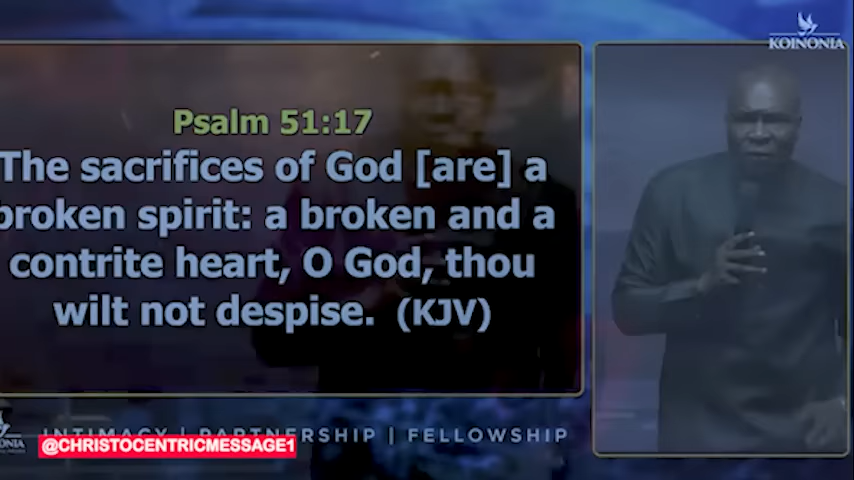 KOINONIA
Psalm 51:17
The sacrifices of God [are] a
broken spirit: a broken and a
contrite heart, O God, thou
wilt not despise. (KJV)
INTIMACY | PARTNERSHIP | FELLOWSHIP
@CHRISTOCENTRICMESSAGE1